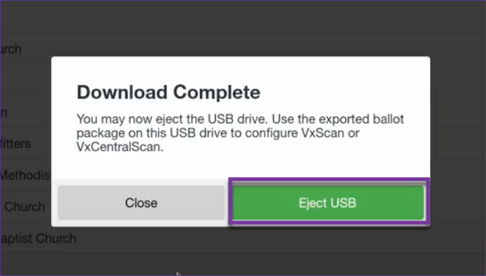 urch
Download Complete
You may now eject the USB drive. Use the exported ballot
package on this USB drive to configure VxScan or
VxCentralScan.
n
fitters
Methodis
Church
Close
Eject USB
aptist Church